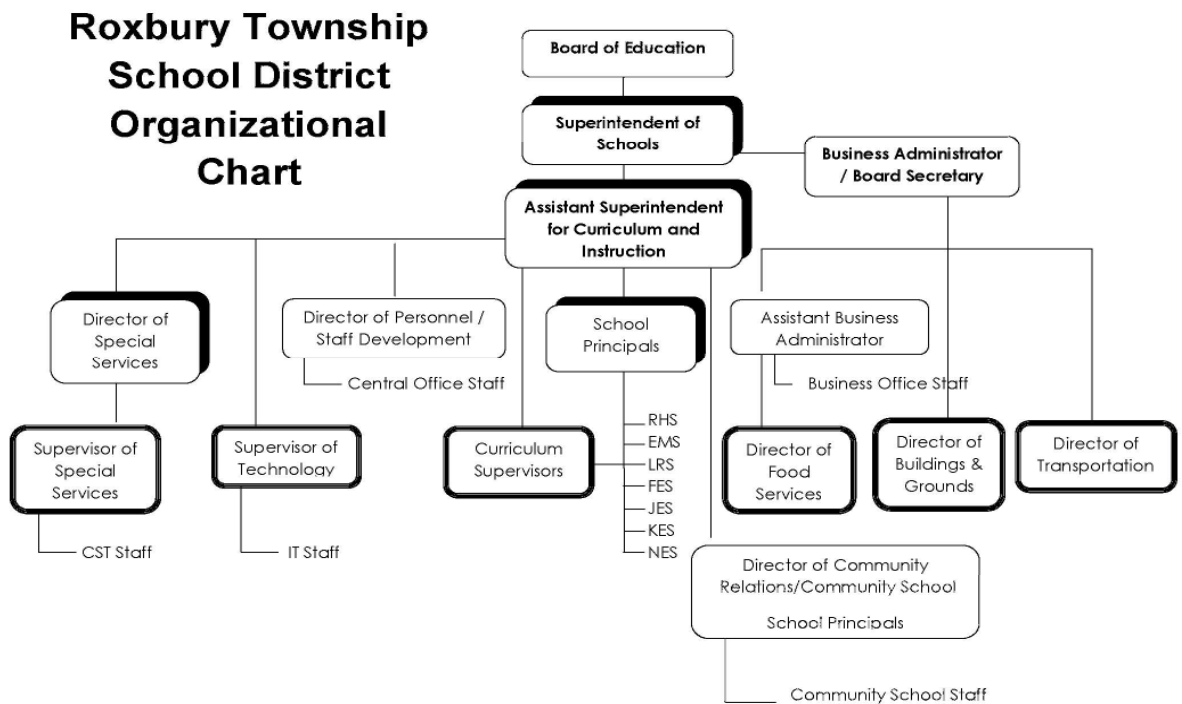 Roxbury Township
School District
Organizational
Chart
Board of Education
Superintendent of
Schools
Business Administrator
/ Board Secretary
Assistant Superintendent
for Curriculum and
Instruction
Director of
Special
Services
Director of Personnel /
Staff Development
Central Office Staff
School
Principals
Assistant Business
Administrator
Business Office Staff
Supervisor of
Special
Services
CST Staff
Supervisor of
Technology
IT Staff
Curriculum
Supervisors
RHS
EMS
LRS
FES
JES
KES
NES
Director of
Food
Services
Director of
Buildings &
Grounds
Director of
Transportation
Director of Community
Relations/Community School
School Principals
Community School Staff